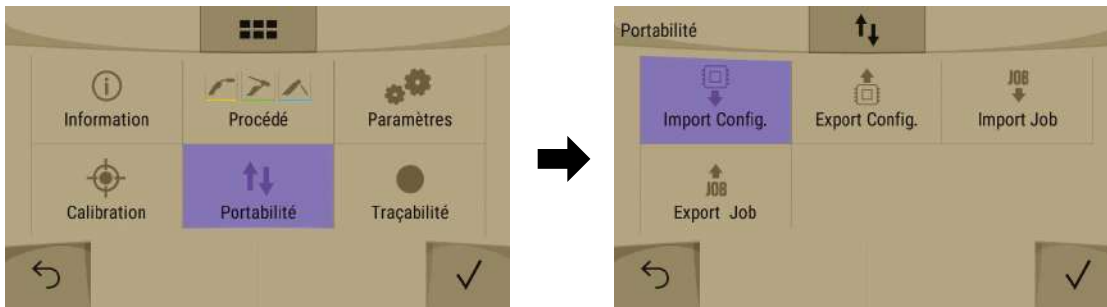 Information
Procédé
Paramètres
Calibration
Portabilité
Traçabilité
Portabilité
Import Config.
Export Config.
JOB
Import Job
JOB
Export Job